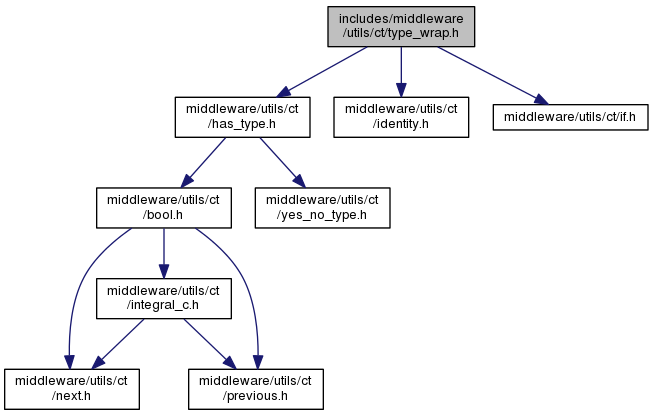 includes/middleware
/utils/ct/type_wrap.h
middleware/utils/ct
/has_type.h
middleware/utils/ct
/identity.h
middleware/utils/ct/if.h
middleware/utils/ct
/bool.h
middleware/utils/ct
/yes_no_type.h
middleware/utils/ct
/integral_c.h
middleware/utils/ct
/next.h
middleware/utils/ct
/previous.h